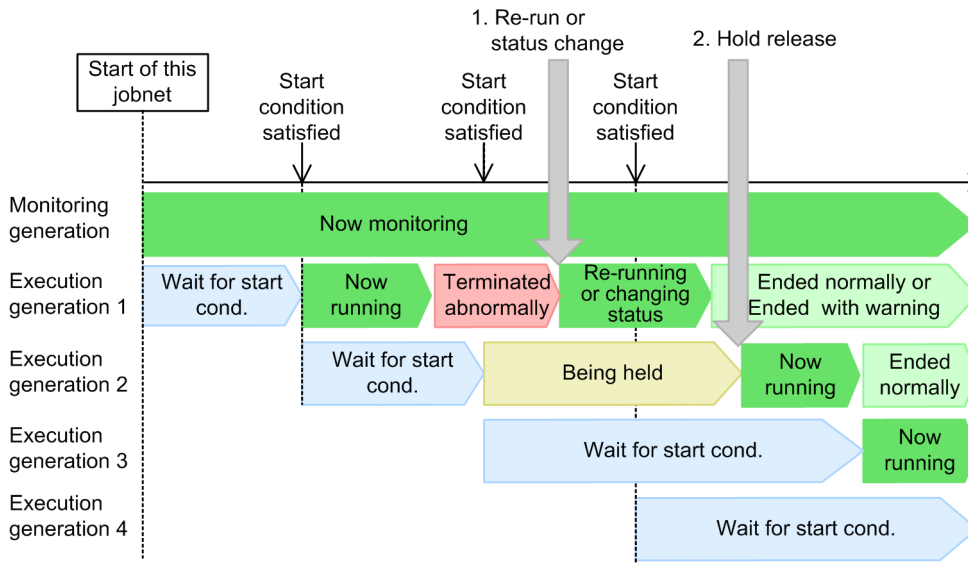 1. Re-run or
status change
2. Hold release
Start of this
jobnet
Start
condition
satisfied
Start
condition
satisfied
Start
condition
satisfied
Monitoring
generation
Now monitoring
Execution
generation 1
Wait for start
cond.
Now
running
Terminated
abnormally
Re-running
or changing
status
Ended normally or
Ended with warning
Execution
generation 2
Wait for start
cond.
Being held
Now
running
Ended
normally
Execution
generation 3
Wait for start cond.
Now
running
Execution
generation 4
Wait for start cond.